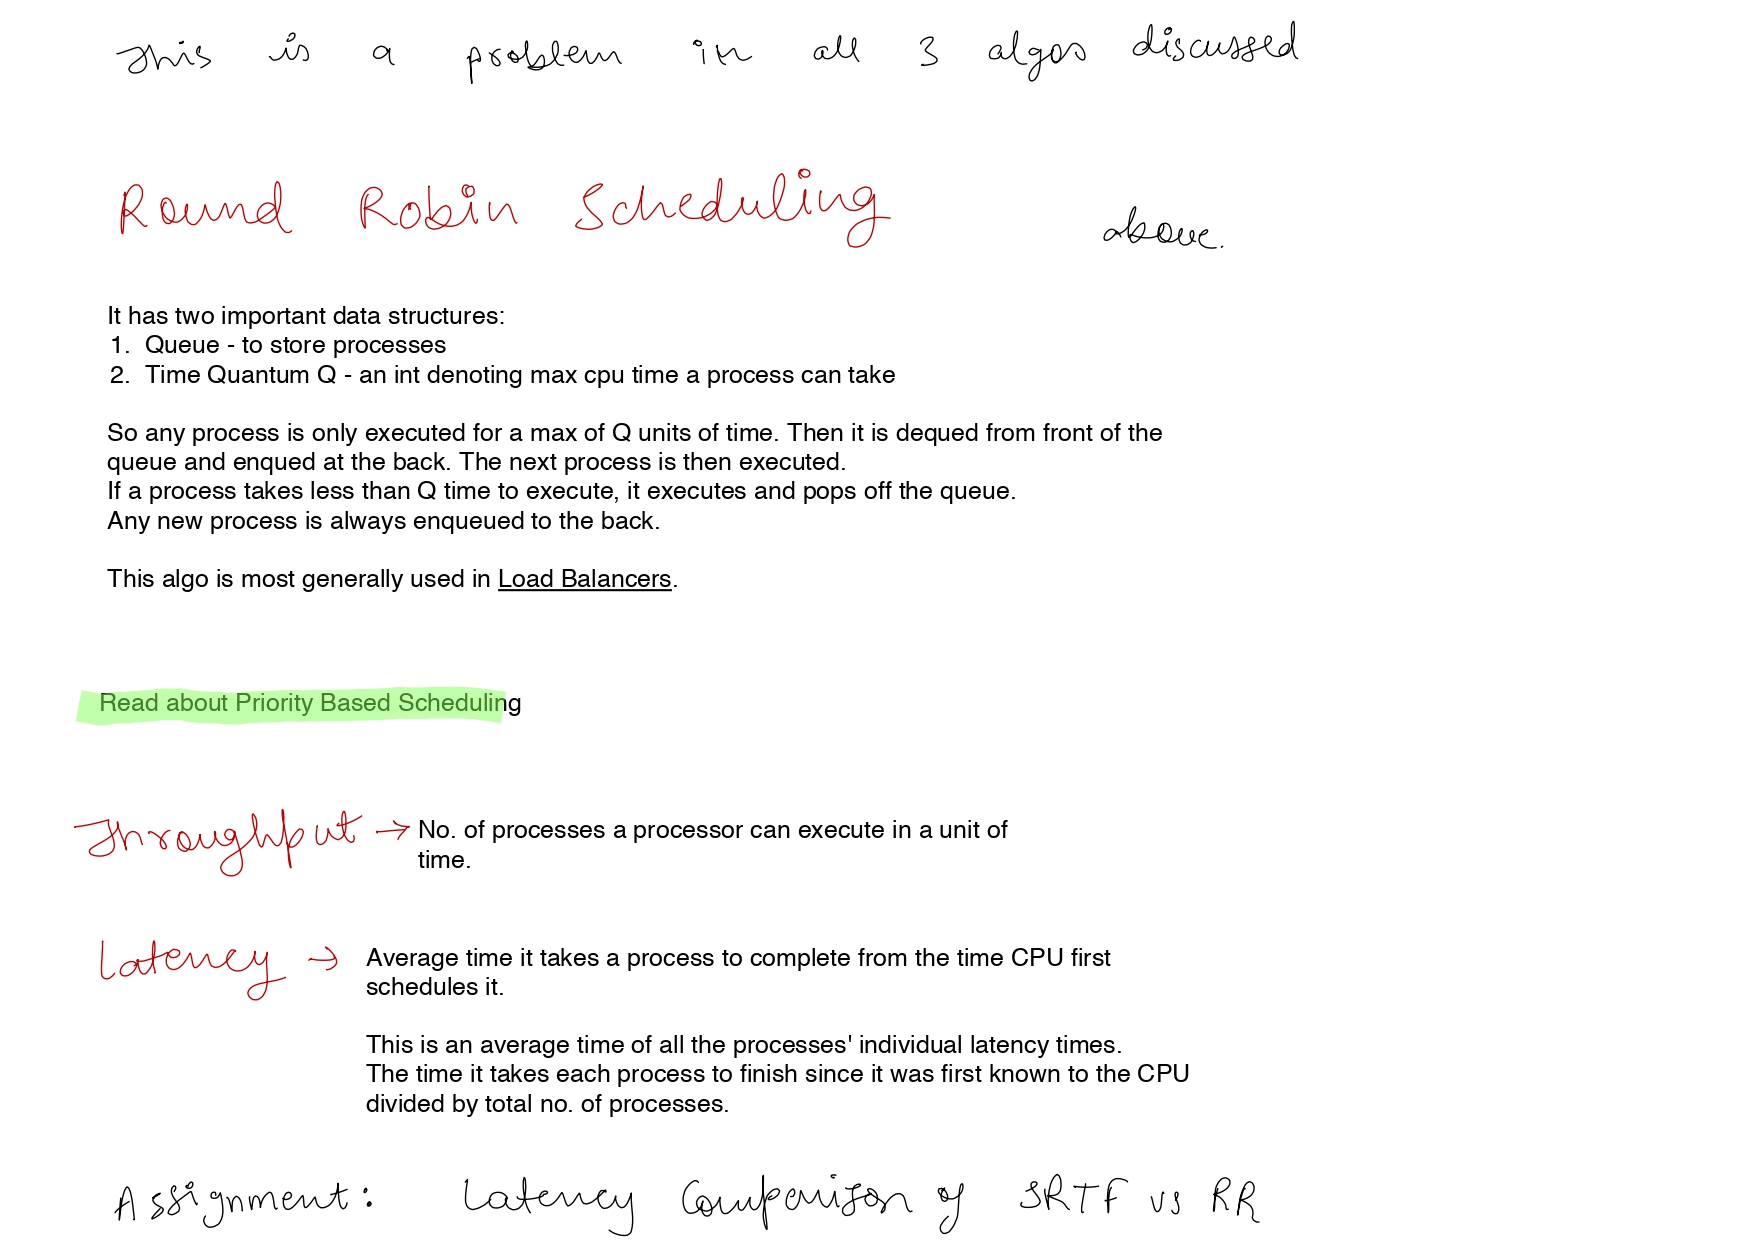 This is a problem in all 3 algos discussed
Round Robin Scheduling
above.
It has two important data structures:
1. Queue - to store processes
2. Time Quantum Q - an int denoting max cpu time a process can take
So any process is only executed for a max of Q units of time. Then it is dequed from front of the
queue and enqued at the back. The next process is then executed.
If a process takes less than Q time to execute, it executes and pops off the queue.
Any new process is always enqueued to the back.
This algo is most generally used in Load Balancers.
Read about Priority Based Scheduling
Throughput → No. of processes a processor can execute in a unit of
time.
Latency → Average time it takes a process to complete from the time CPU first
schedules it.
This is an average time of all the processes' individual latency times.
The time it takes each process to finish since it was first known to the CPU
divided by total no. of processes.
Assignment: Latency Comparison of SRTF vs RR